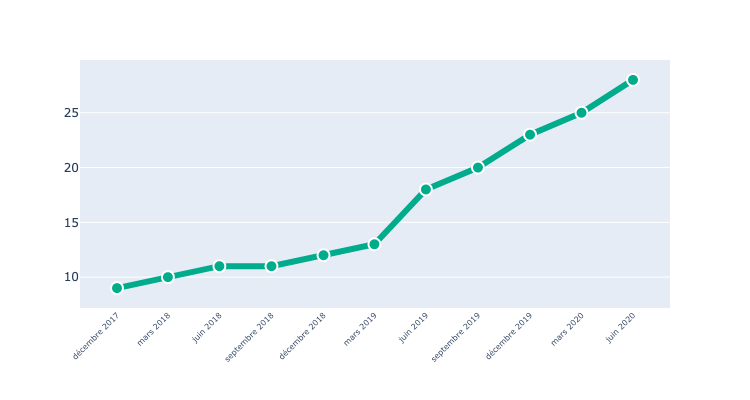 25
20
15
10
décembre 2017
mars 2018
juin 2018
septembre 2018
décembre 2018
mars 2019
juin 2019
septembre 2019
décembre 2019
mars 2020
juin 2020